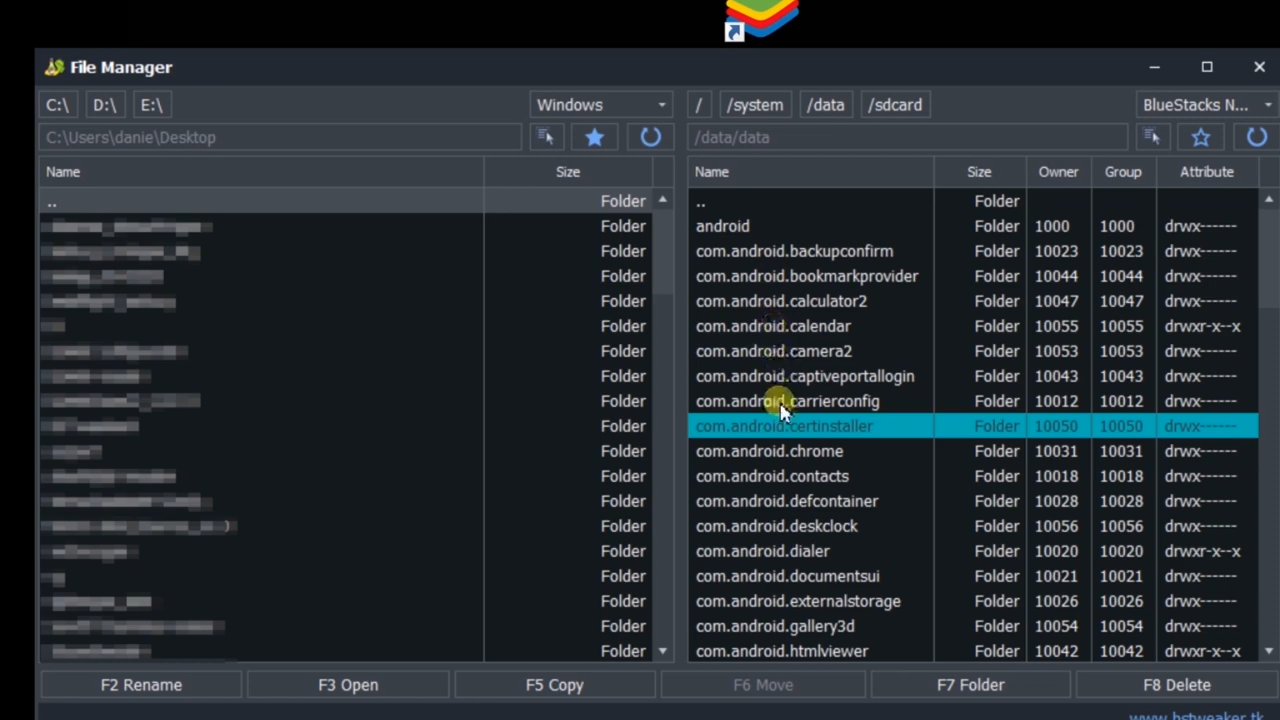 File Manager
C:\ D:\ E:\ Windows / /system /data /sdcard BlueStacks N...
C:\Users\danie\Desktop /data/data
Name Size Name Size Owner Group Attribute
.. Folder .. Folder
Folder android Folder 1000 1000 drwx------
Folder com.android.backupconfirm Folder 10023 10023 drwx------
Folder com.android.bookmarkprovider Folder 10044 10044 drwx------
Folder com.android.calculator2 Folder 10047 10047 drwx------
Folder com.android.calendar Folder 10055 10055 drwxr-x--x
Folder com.android.camera2 Folder 10053 10053 drwx------
Folder com.android.captiveportallogin Folder 10043 10043 drwx------
Folder com.android.carrierconfig Folder 10012 10012 drwx------
Folder com.android.certinstaller Folder 10050 10050 drwx------
Folder com.android.chrome Folder 10031 10031 drwx------
Folder com.android.contacts Folder 10018 10018 drwx------
Folder com.android.defcontainer Folder 10028 10028 drwx------
Folder com.android.deskclock Folder 10056 10056 drwx------
Folder com.android.dialer Folder 10020 10020 drwxr-x--x
Folder com.android.documentsui Folder 10021 10021 drwx------
Folder com.android.externalstorage Folder 10026 10026 drwx------
Folder com.android.gallery3d Folder 10054 10054 drwx------
Folder com.android.htmlviewer Folder 10042 10042 drwxr-x--x
F2 Rename F3 Open F5 Copy F6 Move F7 Folder F8 Delete
www.bstweaker.tk